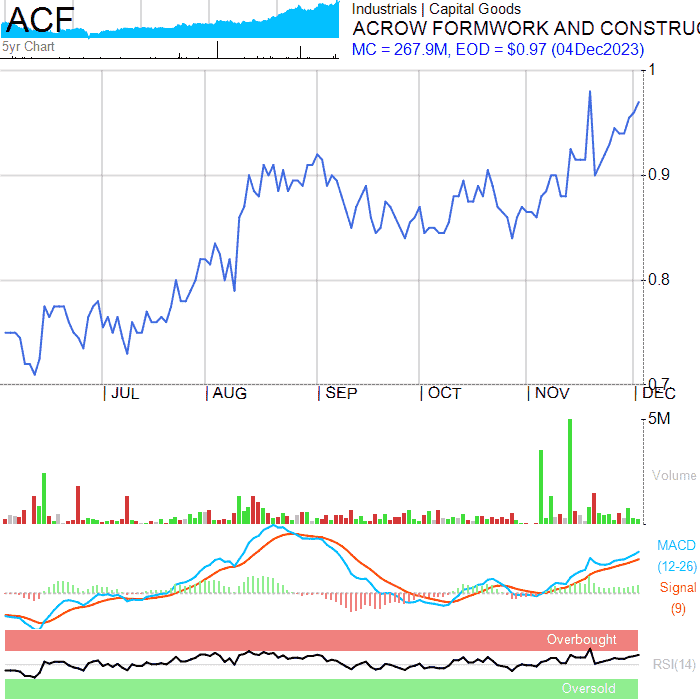 ACF
5yr Chart
Industrials | Capital Goods
ACROW FORMWORK AND CONSTRUC
MC = 267.9M, EOD = $0.97 (04Dec2023)
1
0.9
0.8
0.7
JUL AUG SEP OCT NOV DEC
5M
Volume
MACD
(12-26)
Signal
(9)
Overbought
RSI(14)
Oversold